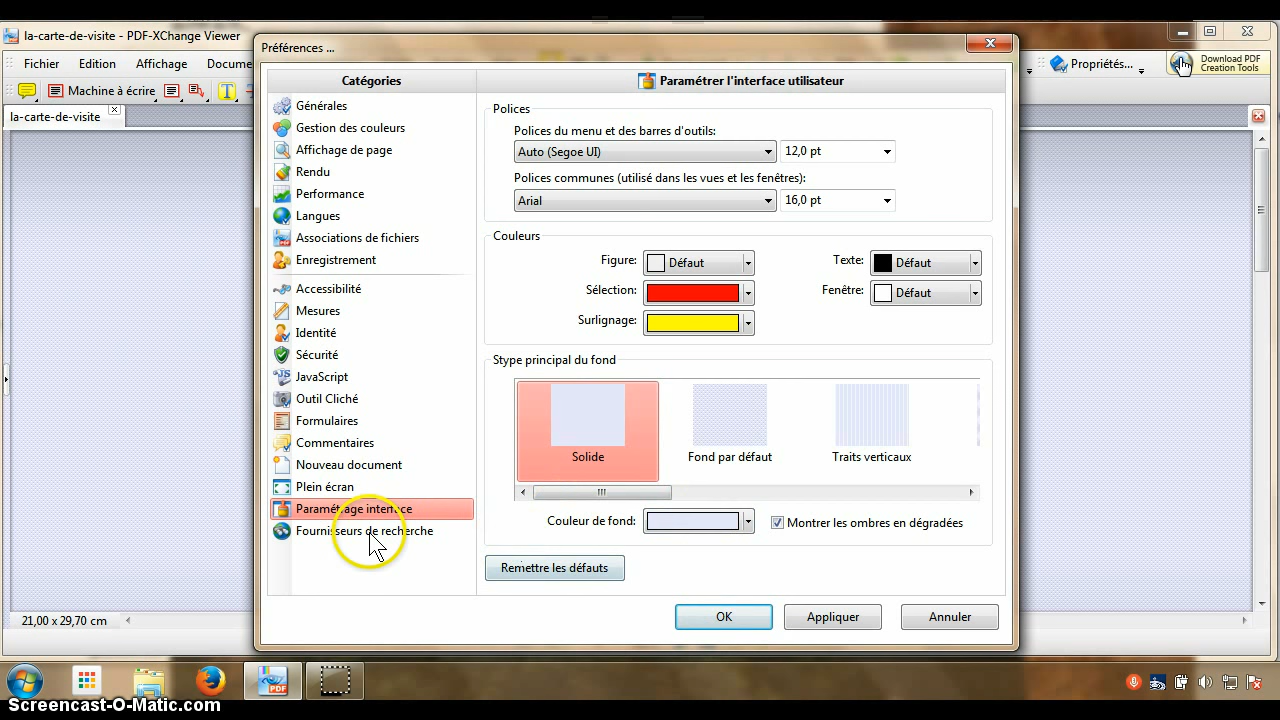 la-carte-de-visite - PDF-XChange Viewer
Fichier Edition Affichage Docume
Propriétés...
Download PDF
Creation Tools
Machine à écrire
la-carte-de-visite
Préférences ...
Catégories
Générales
Gestion des couleurs
Affichage de page
Rendu
Performance
Langues
Associations de fichiers
Enregistrement
Accessibilité
Mesures
Identité
Sécurité
JavaScript
Outil Cliché
Formulaires
Commentaires
Nouveau document
Plein écran
Paramétrage interface
Fournisseurs de recherche
Paramétrer l'interface utilisateur
Polices
Polices du menu et des barres d'outils:
Auto (Segoe UI) 12,0 pt
Polices communes (utilisé dans les vues et les fenêtres):
Arial 16,0 pt
Couleurs
Figure: Défaut Texte: Défaut
Sélection: Fenêtre: Défaut
Surlignage:
Stype principal du fond
Solide Fond par défaut Traits verticaux
Couleur de fond: Montrer les ombres en dégradées
Remettre les défauts
OK Appliquer Annuler
21,00 x 29,70 cm
PDF
Screencast-O-Matic.com